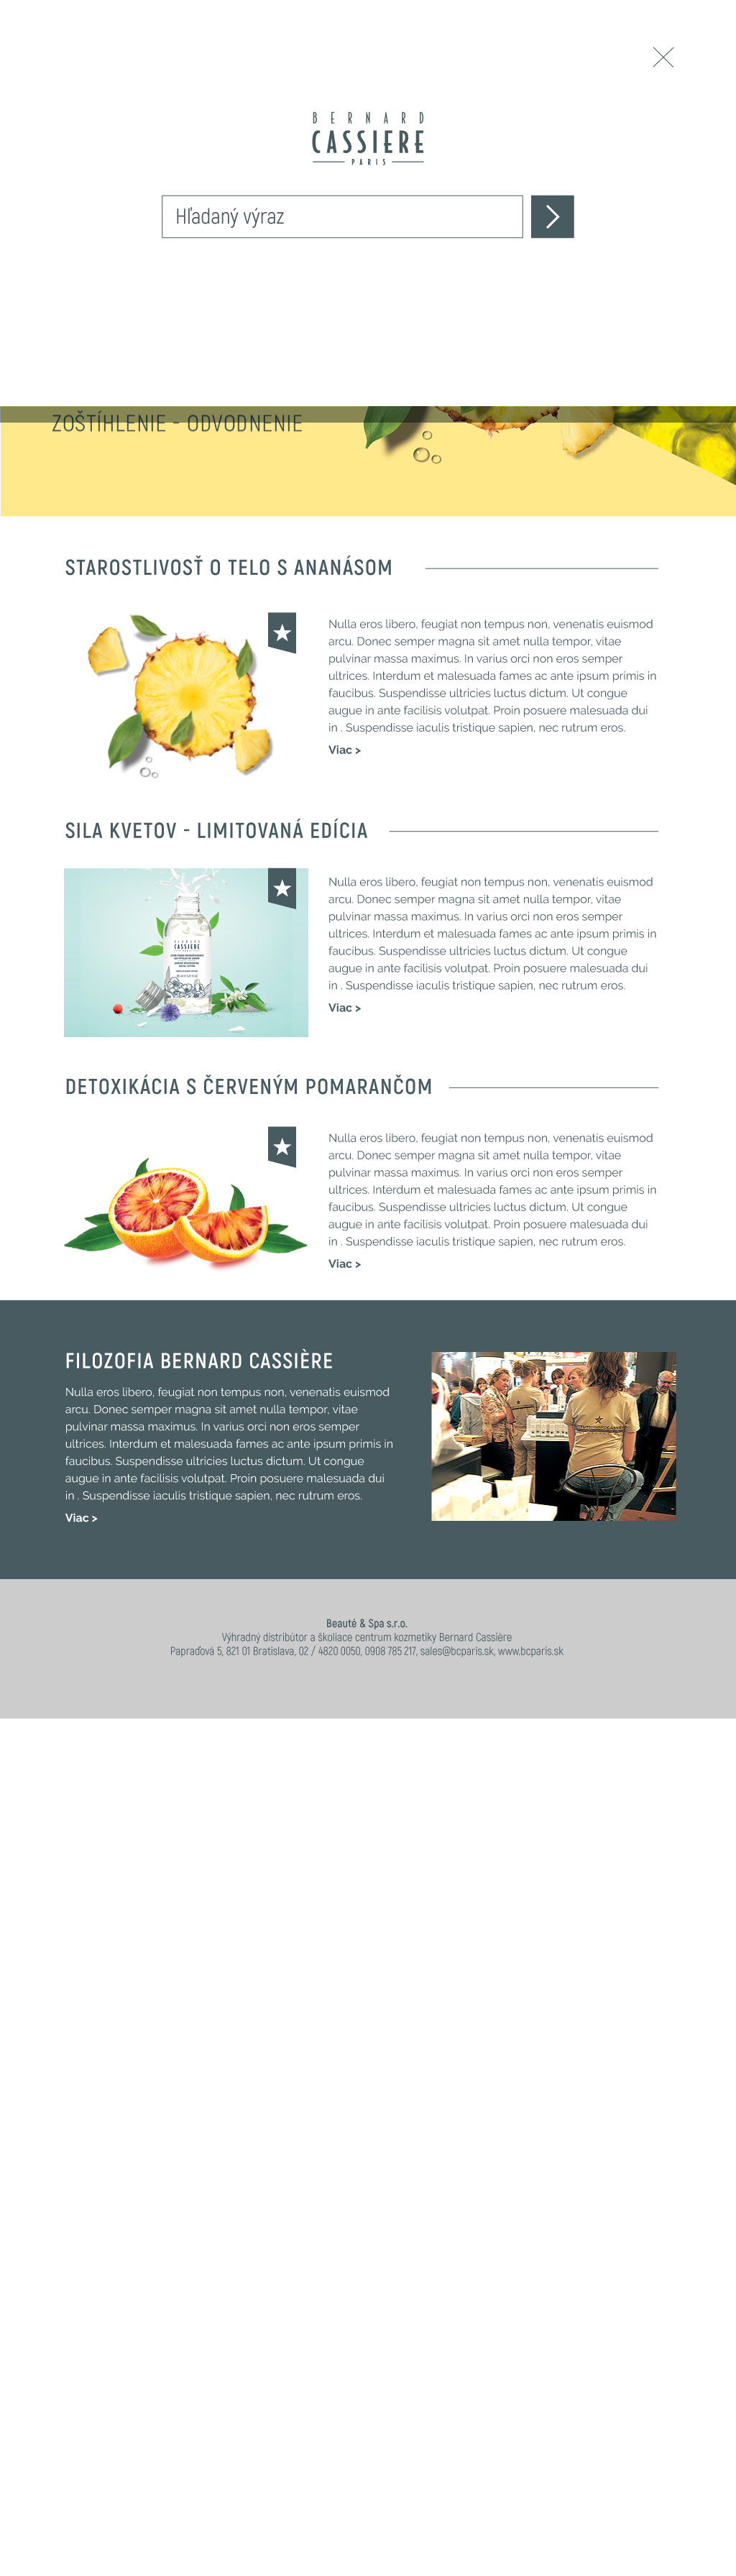 BERNARD
CASSIERE
PARIS
Hľadaný výraz
ZOŠTÍHLENIE - ODVODNENIE
STAROSTLIVOSŤ O TELO S ANANÁSOM
Nulla eros libero, feugiat non tempus non, venenatis euismod
arcu. Donec semper magna sit amet nulla tempor, vitae
pulvinar massa maximus. In varius orci non eros semper
ultrices. Interdum et malesuada fames ac ante ipsum primis in
faucibus. Suspendisse ultricies luctus dictum. Ut congue
augue in ante facilisis volutpat. Proin posuere malesuada dui
in . Suspendisse iaculis tristique sapien, nec rutrum eros.
Viac >
SILA KVETOV - LIMITOVANÁ EDÍCIA
BERNARD
CASSIERE
Nulla eros libero, feugiat non tempus non, venenatis euismod
arcu. Donec semper magna sit amet nulla tempor, vitae
pulvinar massa maximus. In varius orci non eros semper
ultrices. Interdum et malesuada fames ac ante ipsum primis in
faucibus. Suspendisse ultricies luctus dictum. Ut congue
augue in ante facilisis volutpat. Proin posuere malesuada dui
in . Suspendisse iaculis tristique sapien, nec rutrum eros.
Viac >
DETOXIKÁCIA S ČERVENÝM POMARANČOM
Nulla eros libero, feugiat non tempus non, venenatis euismod
arcu. Donec semper magna sit amet nulla tempor, vitae
pulvinar massa maximus. In varius orci non eros semper
ultrices. Interdum et malesuada fames ac ante ipsum primis in
faucibus. Suspendisse ultricies luctus dictum. Ut congue
augue in ante facilisis volutpat. Proin posuere malesuada dui
in . Suspendisse iaculis tristique sapien, nec rutrum eros.
Viac >
FILOZOFIA BERNARD CASSIÈRE
Nulla eros libero, feugiat non tempus non, venenatis euismod
arcu. Donec semper magna sit amet nulla tempor, vitae
pulvinar massa maximus. In varius orci non eros semper
ultrices. Interdum et malesuada fames ac ante ipsum primis in
faucibus. Suspendisse ultricies luctus dictum. Ut congue
augue in ante facilisis volutpat. Proin posuere malesuada dui
in . Suspendisse iaculis tristique sapien, nec rutrum eros.
Viac >
Beauté & Spa s.r.o.
Výhradný distribútor a školiace centrum kozmetiky Bernard Cassière
Papraďová 5, 821 01 Bratislava, 02 / 4820 0050, 0908 785 217, sales@bcparis.sk, www.bcparis.sk